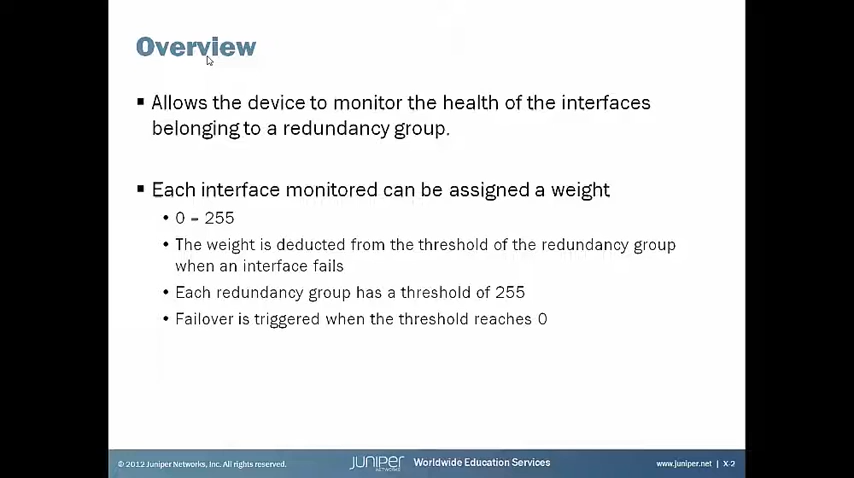 Overview
▪ Allows the device to monitor the health of the interfaces
belonging to a redundancy group.
▪ Each interface monitored can be assigned a weight
• 0 – 255
• The weight is deducted from the threshold of the redundancy group
when an interface fails
• Each redundancy group has a threshold of 255
• Failover is triggered when the threshold reaches 0
© 2012 Juniper Networks, Inc. All rights reserved. JUNIPER NETWORKS Worldwide Education Services www.juniper.net | X-2